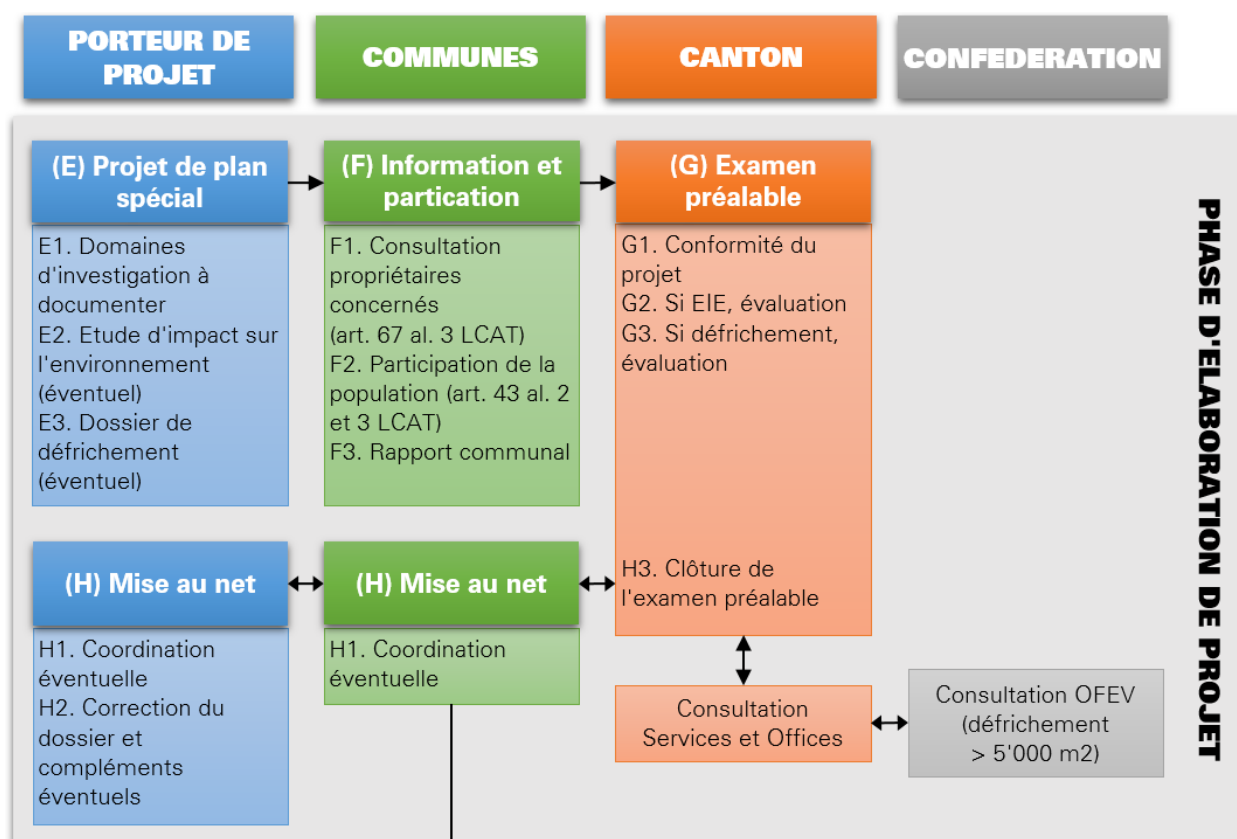 PORTEUR DE
PROJET
COMMUNES
CANTON
CONFEDERATION
(E) Projet de plan
spécial
E1. Domaines
d'investigation à
documenter
E2. Etude d'impact sur
l'environnement
(éventuel)
E3. Dossier de
défrichement
(éventuel)
(F) Information et
partication
F1. Consultation
propriétaires
concernés
(art. 67 al. 3 LCAT)
F2. Participation de la
population (art. 43 al. 2
et 3 LCAT)
F3. Rapport communal
(G) Examen
préalable
G1. Conformité du
projet
G2. Si EIE, évaluation
G3. Si défrichement,
évaluation
H3. Clôture de
l'examen préalable
(H) Mise au net
H1. Coordination
éventuelle
H2. Correction du
dossier et
compléments
éventuels
(H) Mise au net
H1. Coordination
éventuelle
Consultation
Services et Offices
Consultation OFEV
(défrichement
> 5'000 m2)
PHASE D'ELABORATION DE PROJET